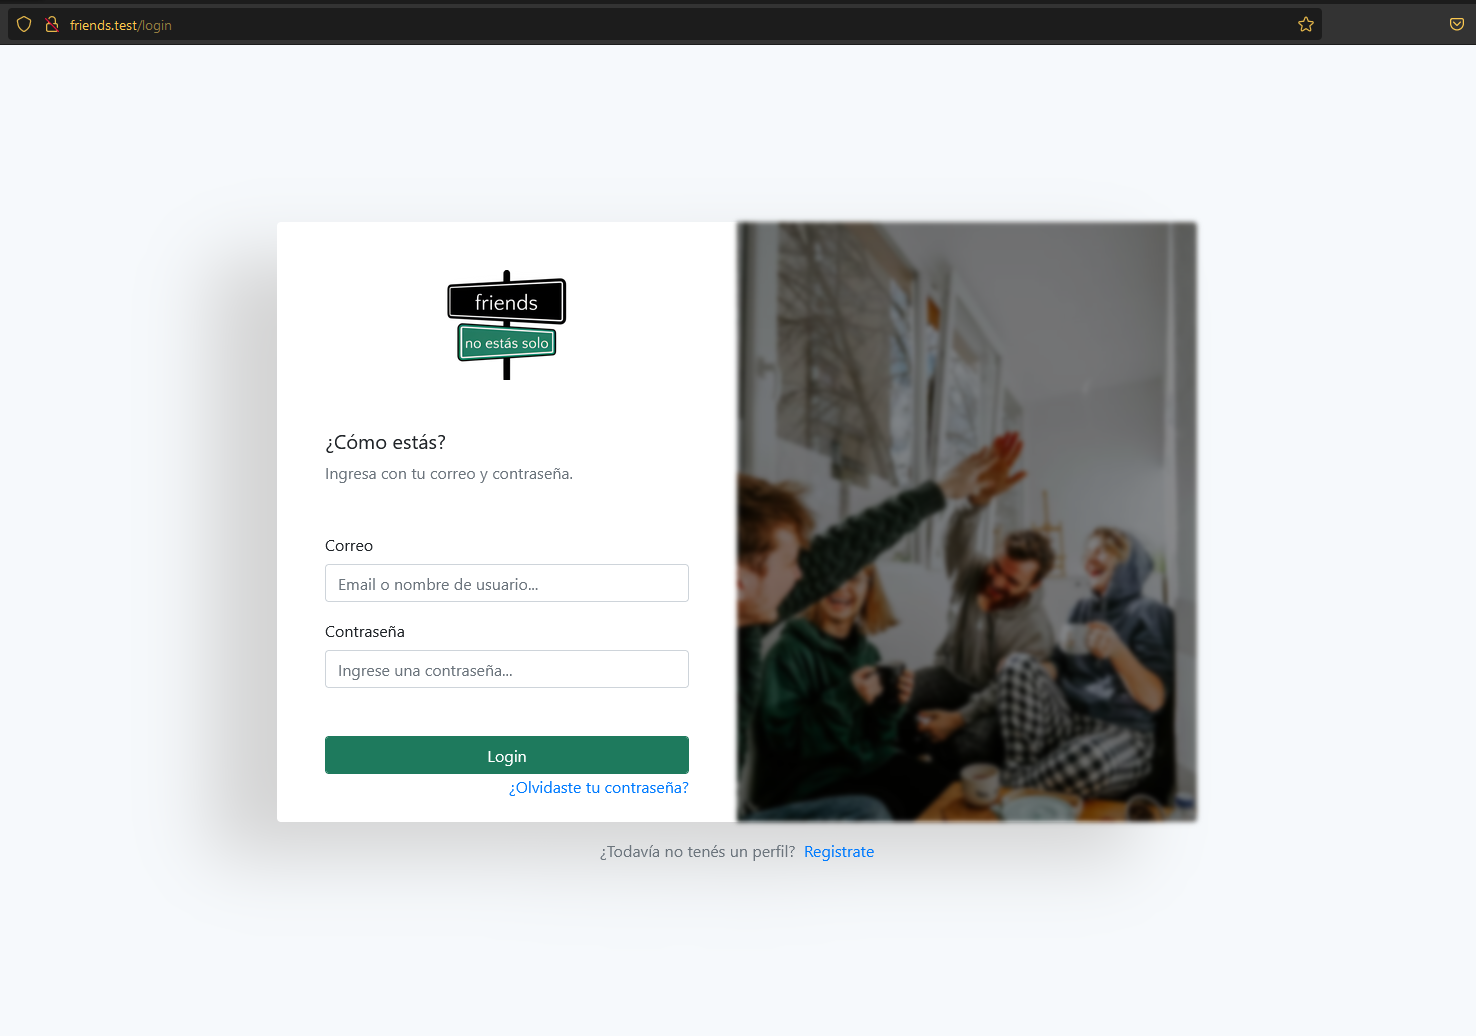 friends.test/login
friends
no estás solo
¿Cómo estás?
Ingresa con tu correo y contraseña.
Correo
Email o nombre de usuario...
Contraseña
Ingrese una contraseña...
Login
¿Olvidaste tu contraseña?
¿Todavía no tenés un perfil? Registrate